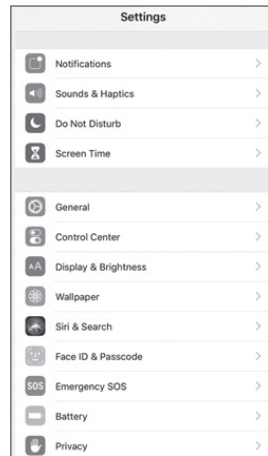 Settings
Notifications
Sounds & Haptics
Do Not Disturb
Screen Time
General
Control Center
AA Display & Brightness
Wallpaper
Siri & Search
Face ID & Passcode
SOS Emergency SOS
Battery
Privacy